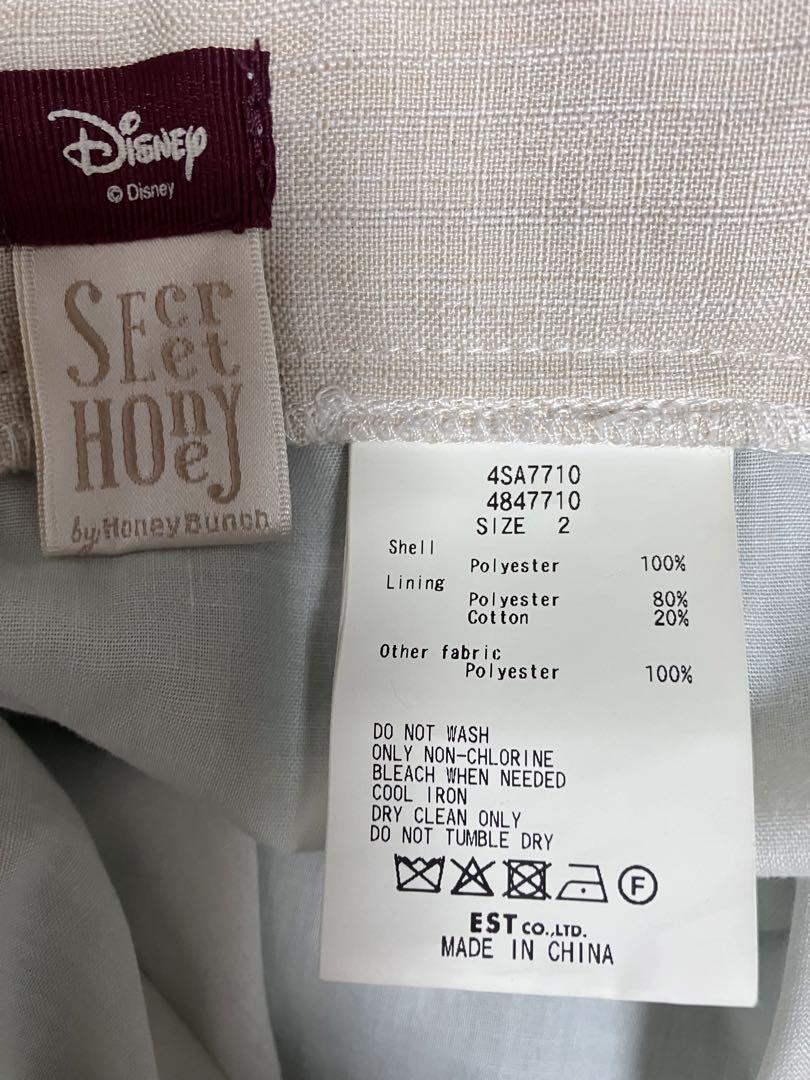 Disney
© Disney
SEcret
HONEY
by Honey Bunch
4SA7710
4847710
SIZE 2
Shell
Polyester 100%
Lining
Polyester 80%
Cotton 20%
Other fabric
Polyester 100%
DO NOT WASH
ONLY NON-CHLORINE
BLEACH WHEN NEEDED
COOL IRON
DRY CLEAN ONLY
DO NOT TUMBLE DRY
F
EST CO.,LTD.
MADE IN CHINA